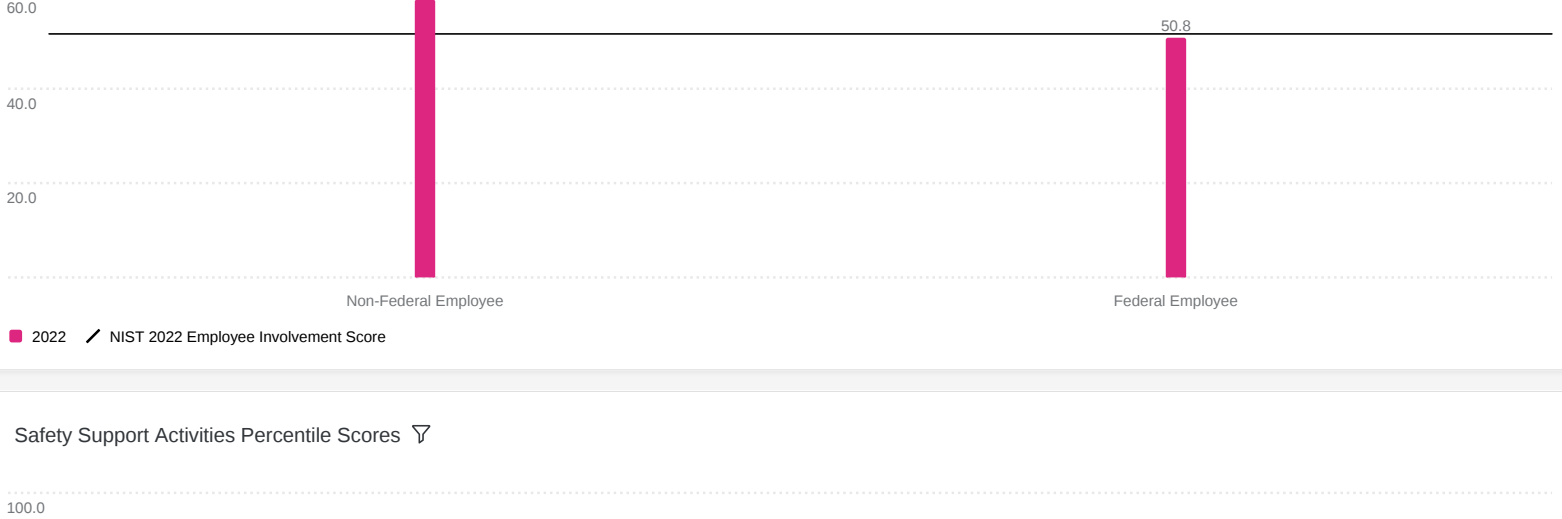 60.0
50.8
40.0
20.0
Non-Federal Employee
Federal Employee
2022
NIST 2022 Employee Involvement Score
Safety Support Activities Percentile Scores
100.0